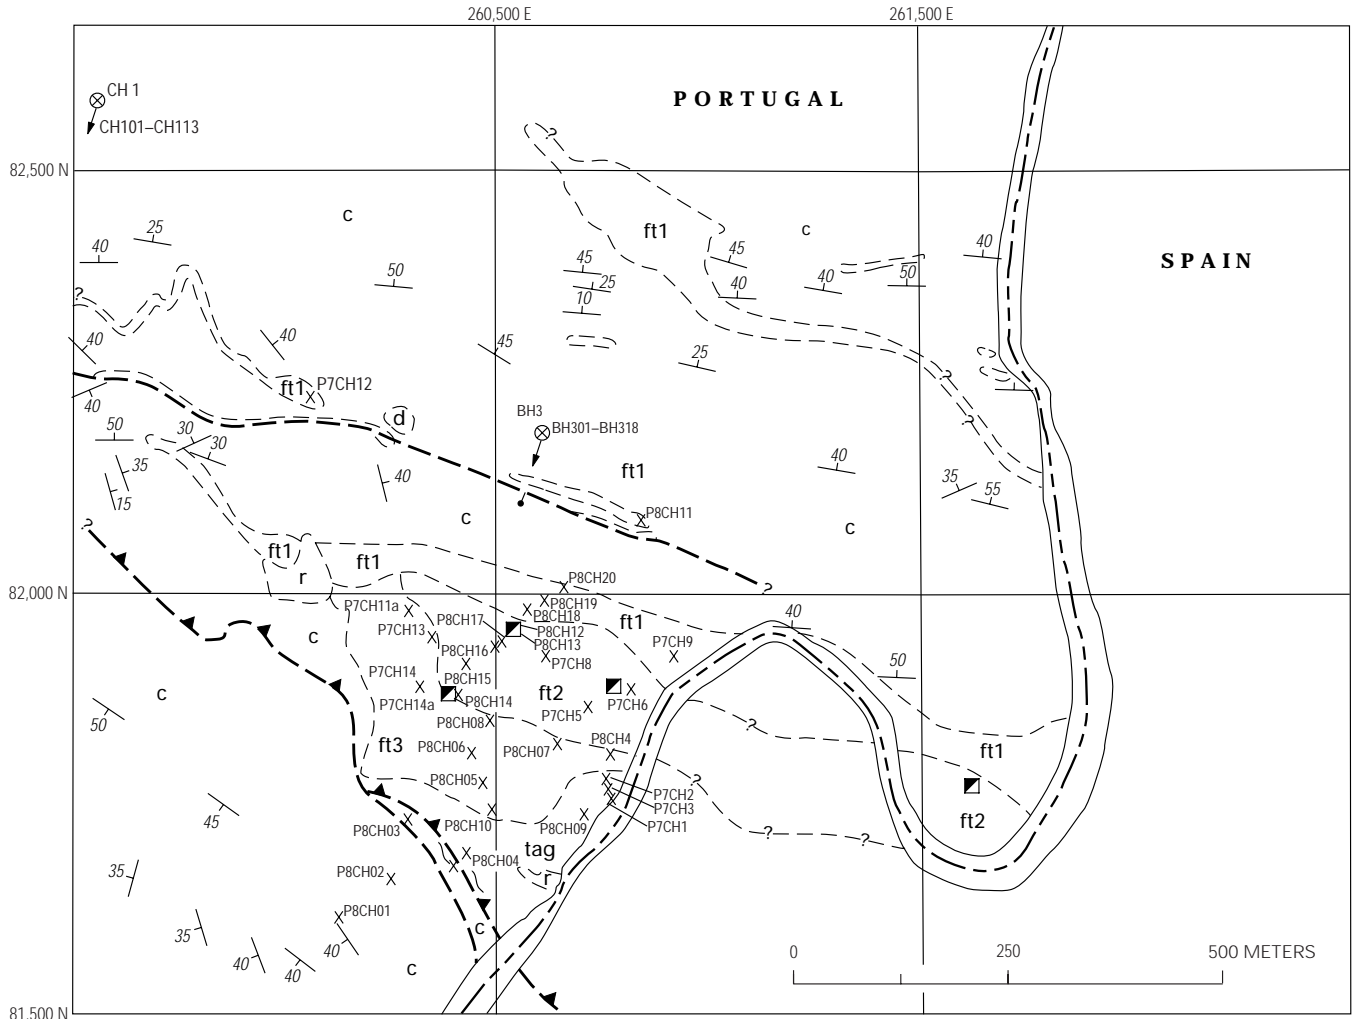 260,500 E
261,500 E
CH 1
CH101–CH113
PORTUGAL
82,500 N
?
c
ft1
c
25
40
50
45
25
10
45
40
40
50
40
SPAIN
?
40
40
45
25
ft1
P7CH12
?
?
40
d
BH3
BH301–BH318
50
30
30
35
15
40
ft1
40
35
55
P8CH11
c
c
?
ft1
r
ft1
P8CH20
?
82,000 N
P7CH11a
P8CH19
P8CH18
P8CH17
P8CH12
ft1
40
c
P7CH13
P8CH13
P8CH16
P7CH8
P7CH9
50
P7CH14
P8CH15
c
P7CH14a
P8CH14
ft2
P7CH6
50
P8CH08
P7CH5
?
ft3
P8CH06
P8CH07
P8CH4
ft1
P8CH05
?
P7CH2
P7CH3
45
P8CH03
P8CH10
P8CH09
P7CH1
?
?
ft2
tag
P8CH04
35
P8CH02
r
P8CH01
35
c
40
40
40
c
0
250
500 METERS
81,500 N